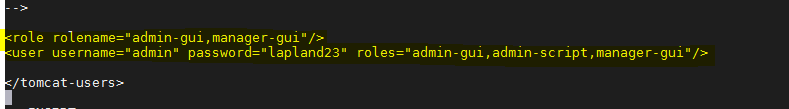 -->
<role rolename="admin-gui,manager-gui"/>
<user username="admin" password="lapland23" roles="admin-gui,admin-script,manager-gui"/>
</tomcat-users>